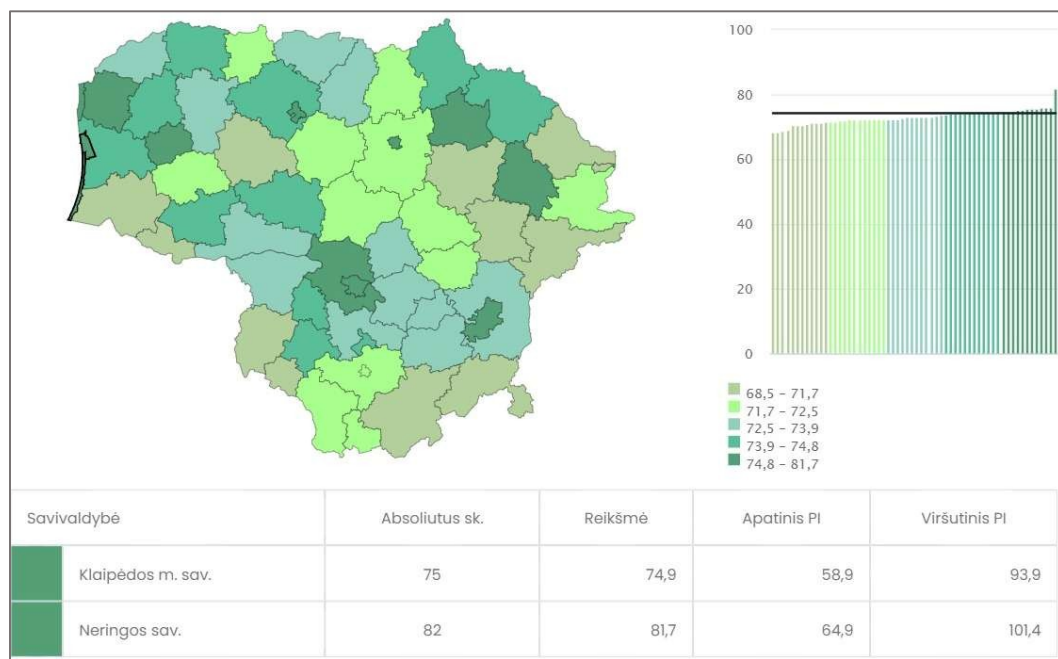 100
80
60
40
20
0
68,5 – 71,7
71,7 – 72,5
72,5 – 73,9
73,9 – 74,8
74,8 – 81,7
Savivaldybė Absoliutus sk. Reikšmė Apatinis PI Viršutinis PI
Klaipėdos m. sav. 75 74,9 58,9 93,9
Neringos sav. 82 81,7 64,9 101,4